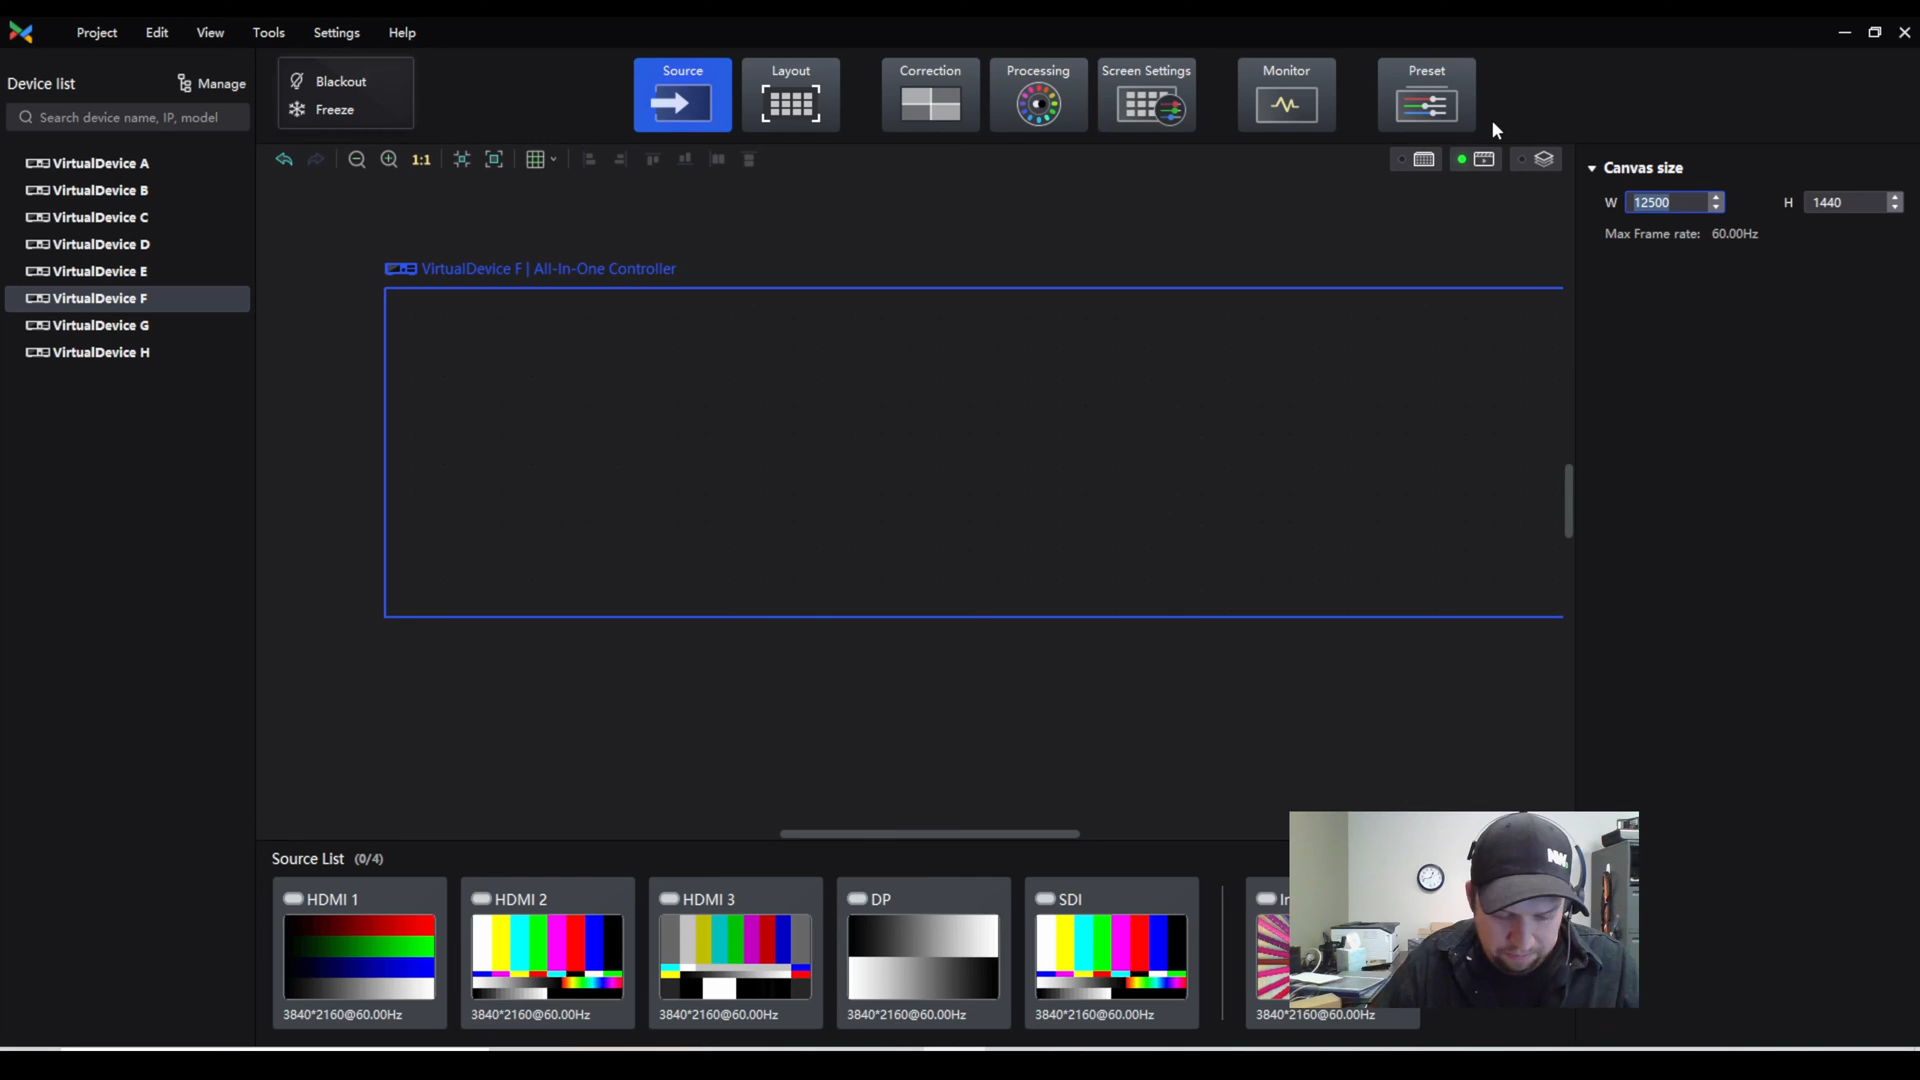 Project Edit View Tools Settings Help
Device list Manage
Search device name, IP, model
VirtualDevice A
VirtualDevice B
VirtualDevice C
VirtualDevice D
VirtualDevice E
VirtualDevice F
VirtualDevice G
VirtualDevice H
Blackout
Freeze
Source Layout Correction Processing Screen Settings Monitor Preset
1:1
Canvas size
W 12500 H 1440
Max Frame rate: 60.00Hz
VirtualDevice F | All-In-One Controller
Source List (0/4)
HDMI 1 HDMI 2 HDMI 3 DP SDI
3840*2160@60.00Hz 3840*2160@60.00Hz 3840*2160@60.00Hz 3840*2160@60.00Hz 3840*2160@60.00Hz 3840*2160@60.00Hz